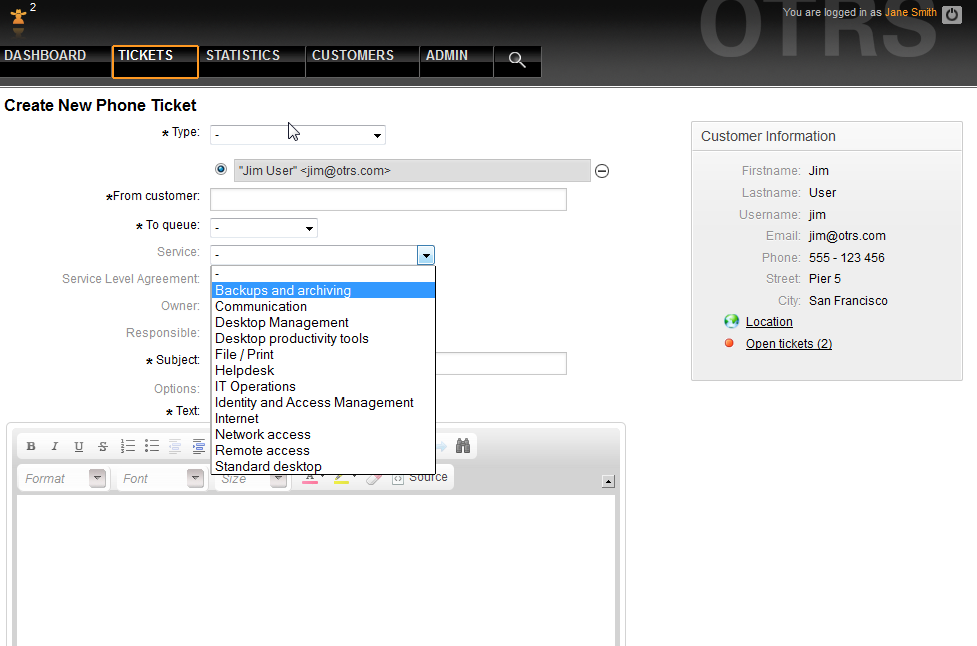 2
You are logged in as Jane Smith
OTRS
DASHBOARD TICKETS STATISTICS CUSTOMERS ADMIN
Create New Phone Ticket
* Type: -
"Jim User" <jim@otrs.com>
*From customer:
* To queue: -
Service: -
Service Level Agreement:
Owner:
Responsible:
* Subject:
Options:
* Text:
-
Backups and archiving
Communication
Desktop Management
Desktop productivity tools
File / Print
Helpdesk
IT Operations
Identity and Access Management
Internet
Network access
Remote access
Standard desktop
B I U S
Format Font Size A Source
Customer Information
Firstname: Jim
Lastname: User
Username: jim
Email: jim@otrs.com
Phone: 555 - 123 456
Street: Pier 5
City: San Francisco
Location
Open tickets (2)